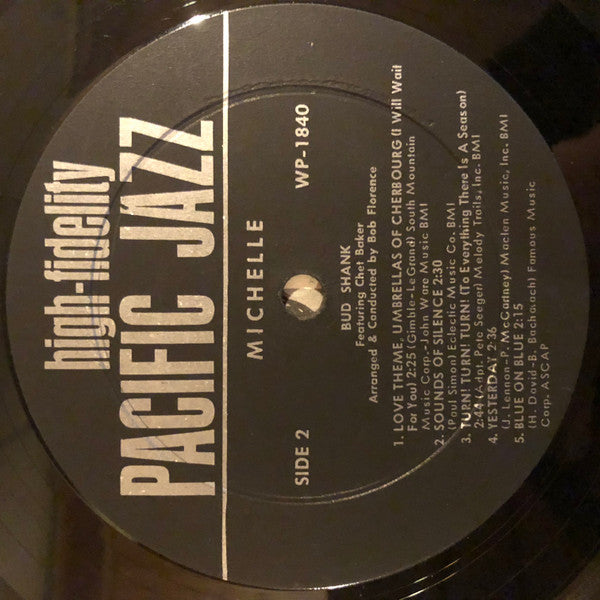 high-fidelity
PACIFIC JAZZ
MICHELLE
SIDE 2 WP-1840
BUD SHANK
Featuring Chet Baker
Arranged & Conducted by Bob Florence
1. LOVE THEME, UMBRELLAS OF CHERBOURG (I Will Wait
For You) 2:25 (Gimble-LeGrand) South Mountain
Music Corp.-John Ware Music BMI
2. SOUNDS OF SILENCE 2:30
(Paul Simon) Eclectic Music Co. BMI
3. TURN! TURN! TURN! (To Everything There Is A Season)
2:44 (Adpt. Pete Seeger) Melody Trails, Inc. BMI
4. YESTERDAY 2:36
(J. Lennon-P. McCartney) Maclen Music, Inc. BMI
5. BLUE ON BLUE 2:15
(H. David-B. Bachacach) Famous Music
Corp. ASCAP